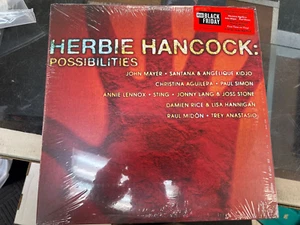 BLACK
FRIDAY
HERBIE HANCOCK:
POSSIBILITIES
JOHN MAYER • SANTANA & ANGÉLIQUE KIDJO
CHRISTINA AGUILERA • PAUL SIMON
ANNIE LENNOX • STING • JONNY LANG & JOSS STONE
DAMIEN RICE & LISA HANNIGAN
RAUL MIDÓN • TREY ANASTASIO